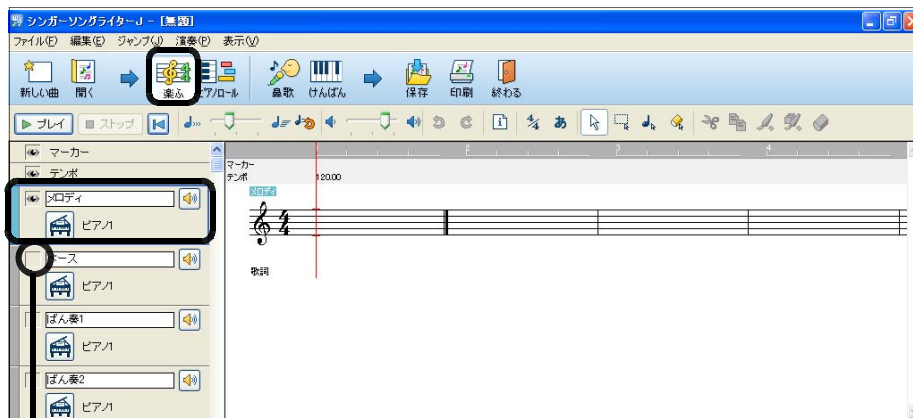 シンガーソングライターJ - [無題]
ファイル(F) 編集(E) ジャンプ(J) 演奏(P) 表示(V)
新しい曲 開く 楽ふ ピアノロール 鼻歌 けんばん 保存 印刷 終わる
プレイ ストップ あ
マーカー
テンポ
メロディ
ピアノ1
ベース
ピアノ1
ばん奏1
ピアノ1
ばん奏2
ピアノ1
2 3 4
マーカー
テンポ 120.00
メロディ
歌詞